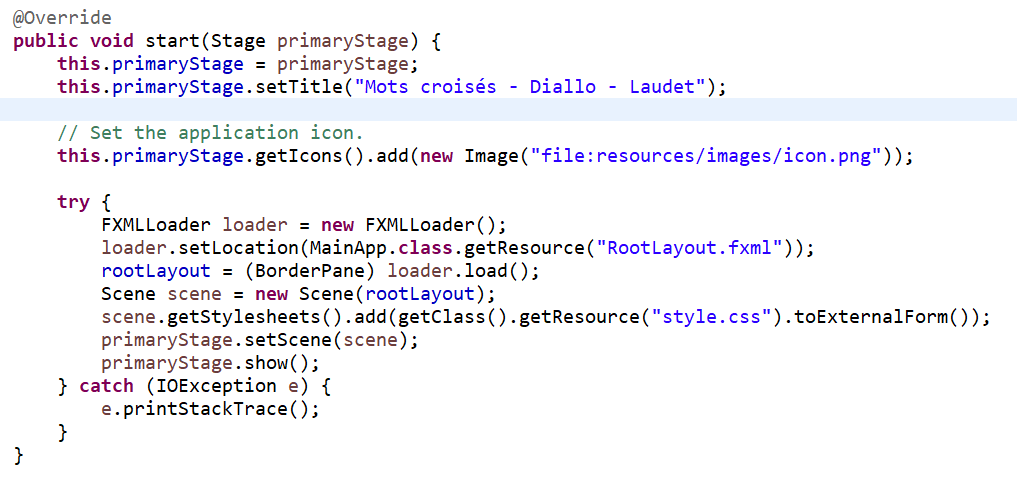 @Override
public void start(Stage primaryStage) {
    this.primaryStage = primaryStage;
    this.primaryStage.setTitle("Mots croisés - Diallo - Laudet");
    // Set the application icon.
    this.primaryStage.getIcons().add(new Image("file:resources/images/icon.png"));
    try {
        FXMLLoader loader = new FXMLLoader();
        loader.setLocation(MainApp.class.getResource("RootLayout.fxml"));
        rootLayout = (BorderPane) loader.load();
        Scene scene = new Scene(rootLayout);
        scene.getStylesheets().add(getClass().getResource("style.css").toExternalForm());
        primaryStage.setScene(scene);
        primaryStage.show();
    } catch (IOException e) {
        e.printStackTrace();
    }
}